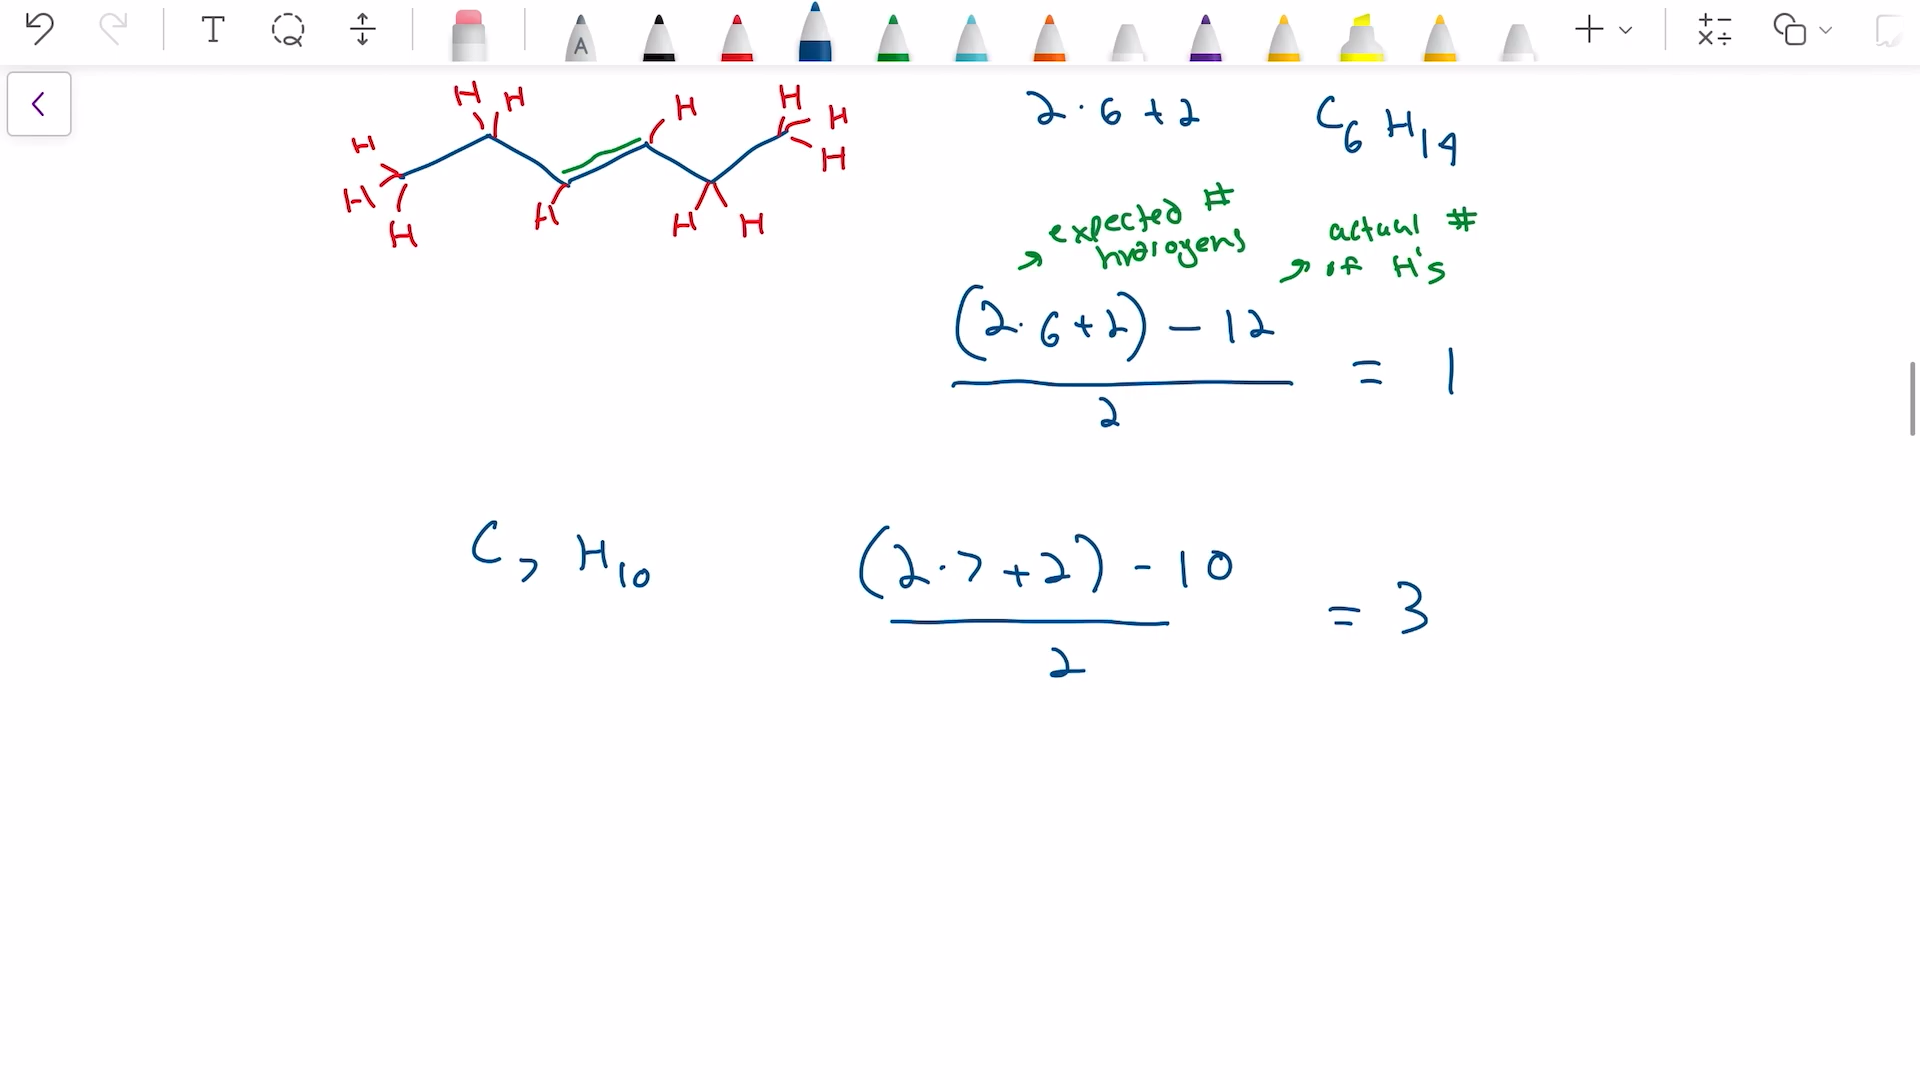 T
A
H H
H
H
H
H
H
H
H
H
H
H H
2·6+2
C6 H14
expected #
hydrogens
actual #
of H's
(2·6+2) - 12
2
= 1
C7 H10
(2·7+2) - 10
2
= 3